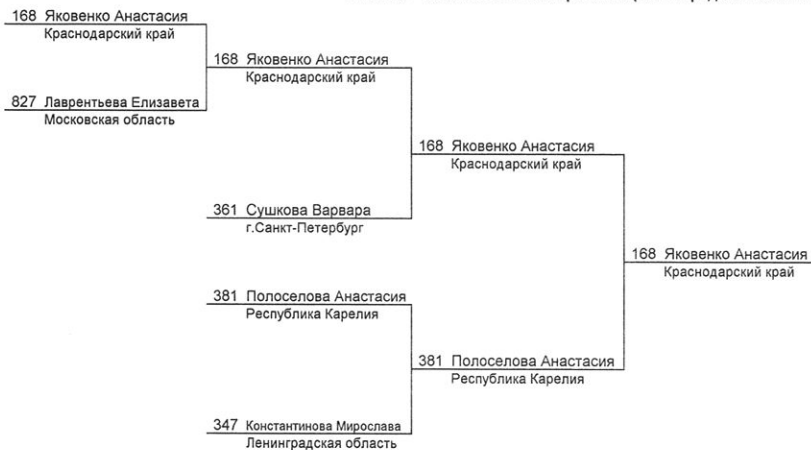 168 Яковенко Анастасия
Краснодарский край
168 Яковенко Анастасия
Краснодарский край
827 Лаврентьева Елизавета
Московская область
168 Яковенко Анастасия
Краснодарский край
361 Сушкова Варвара
г.Санкт-Петербург
168 Яковенко Анастасия
Краснодарский край
381 Полоселова Анастасия
Республика Карелия
381 Полоселова Анастасия
Республика Карелия
347 Константинова Мирослава
Ленинградская область